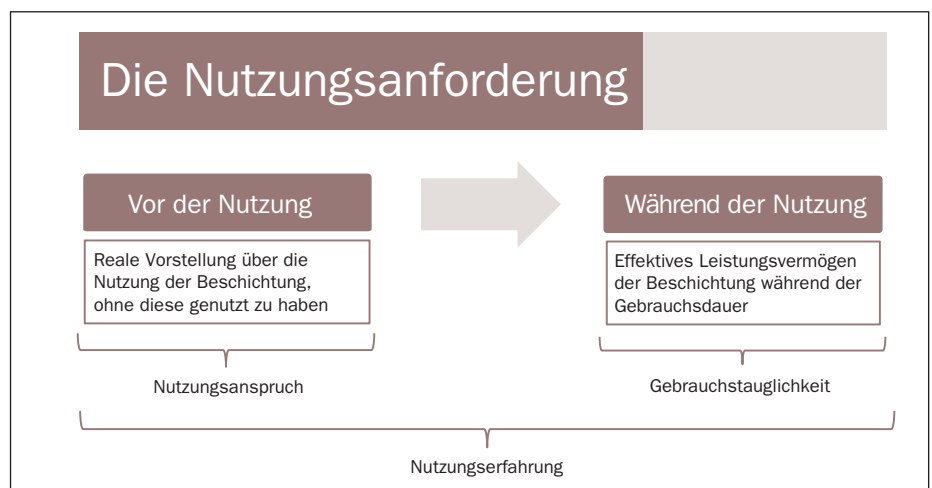 Die Nutzungsanforderung
Vor der Nutzung
Reale Vorstellung über die
Nutzung der Beschichtung,
ohne diese genutzt zu haben
Nutzungsanspruch
Während der Nutzung
Effektives Leistungsvermögen
der Beschichtung während der
Gebrauchsdauer
Gebrauchstauglichkeit
Nutzungserfahrung